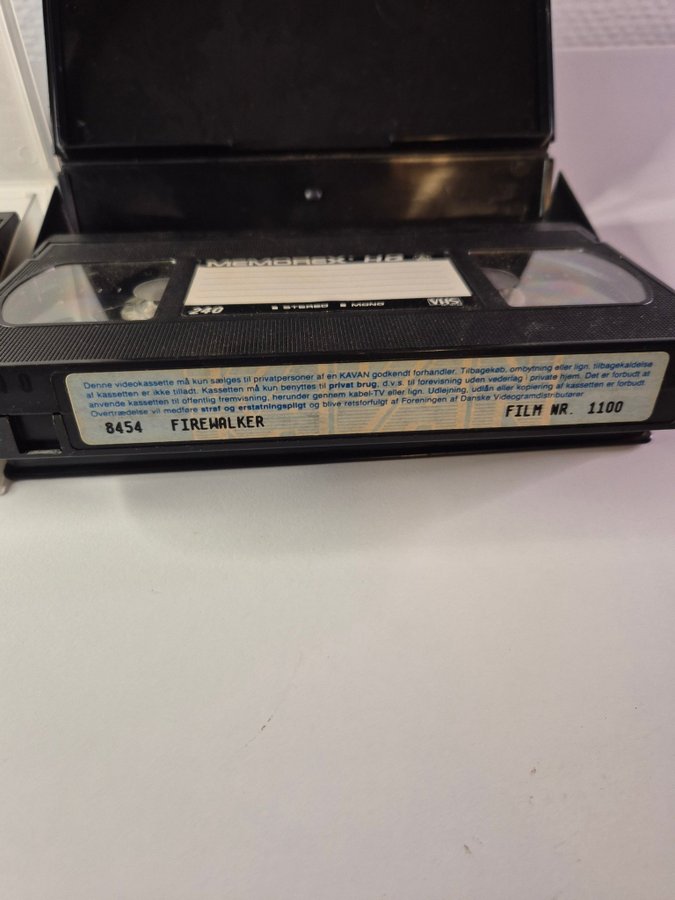 MEMOREX HG
240
STEREO MONO
VHS
Denne videokassette må kun sælges til privatpersoner af en KAVAN godkendt forhandler. Tilbagekøb, ombytning eller lign, tilbagekaldelse
af kassetten er ikke tilladt. Kassetten må kun benyttes til privat brug, d.v.s. til forevisning uden vederlag i private hjem. Det er forbudt at
anvende kassetten til offentlig fremvisning, herunder gennem kabel-TV eller lign. Udlejning, udlån eller kopiering af kassetten er forbudt.
Overtrædelse vil medføre straf og erstatningspligt og blive retsforfulgt af Foreningen af Danske Videogramdistributører
8454 FIREWALKER FILM NR. 1100